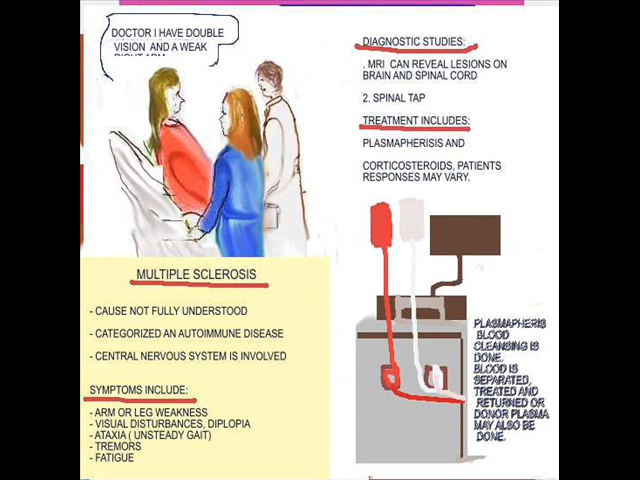 DOCTOR I HAVE DOUBLE
VISION AND A WEAK
RIGHT ARM
MULTIPLE SCLEROSIS
- CAUSE NOT FULLY UNDERSTOOD
- CATEGORIZED AN AUTOIMMUNE DISEASE
- CENTRAL NERVOUS SYSTEM IS INVOLVED
SYMPTOMS INCLUDE:
- ARM OR LEG WEAKNESS
- VISUAL DISTURBANCES, DIPLOPIA
- ATAXIA ( UNSTEADY GAIT)
- TREMORS
- FATIGUE
DIAGNOSTIC STUDIES:
. MRI CAN REVEAL LESIONS ON
BRAIN AND SPINAL CORD
2. SPINAL TAP
TREATMENT INCLUDES:
PLASMAPHERISIS AND
CORTICOSTEROIDS, PATIENTS
RESPONSES MAY VARY.
PLASMAPHERIS
BLOOD
CLEANSING IS
DONE.
BLOOD IS
SEPARATED,
TREATED AND
RETURNED OR
DONOR PLASMA
MAY ALSO BE
DONE.